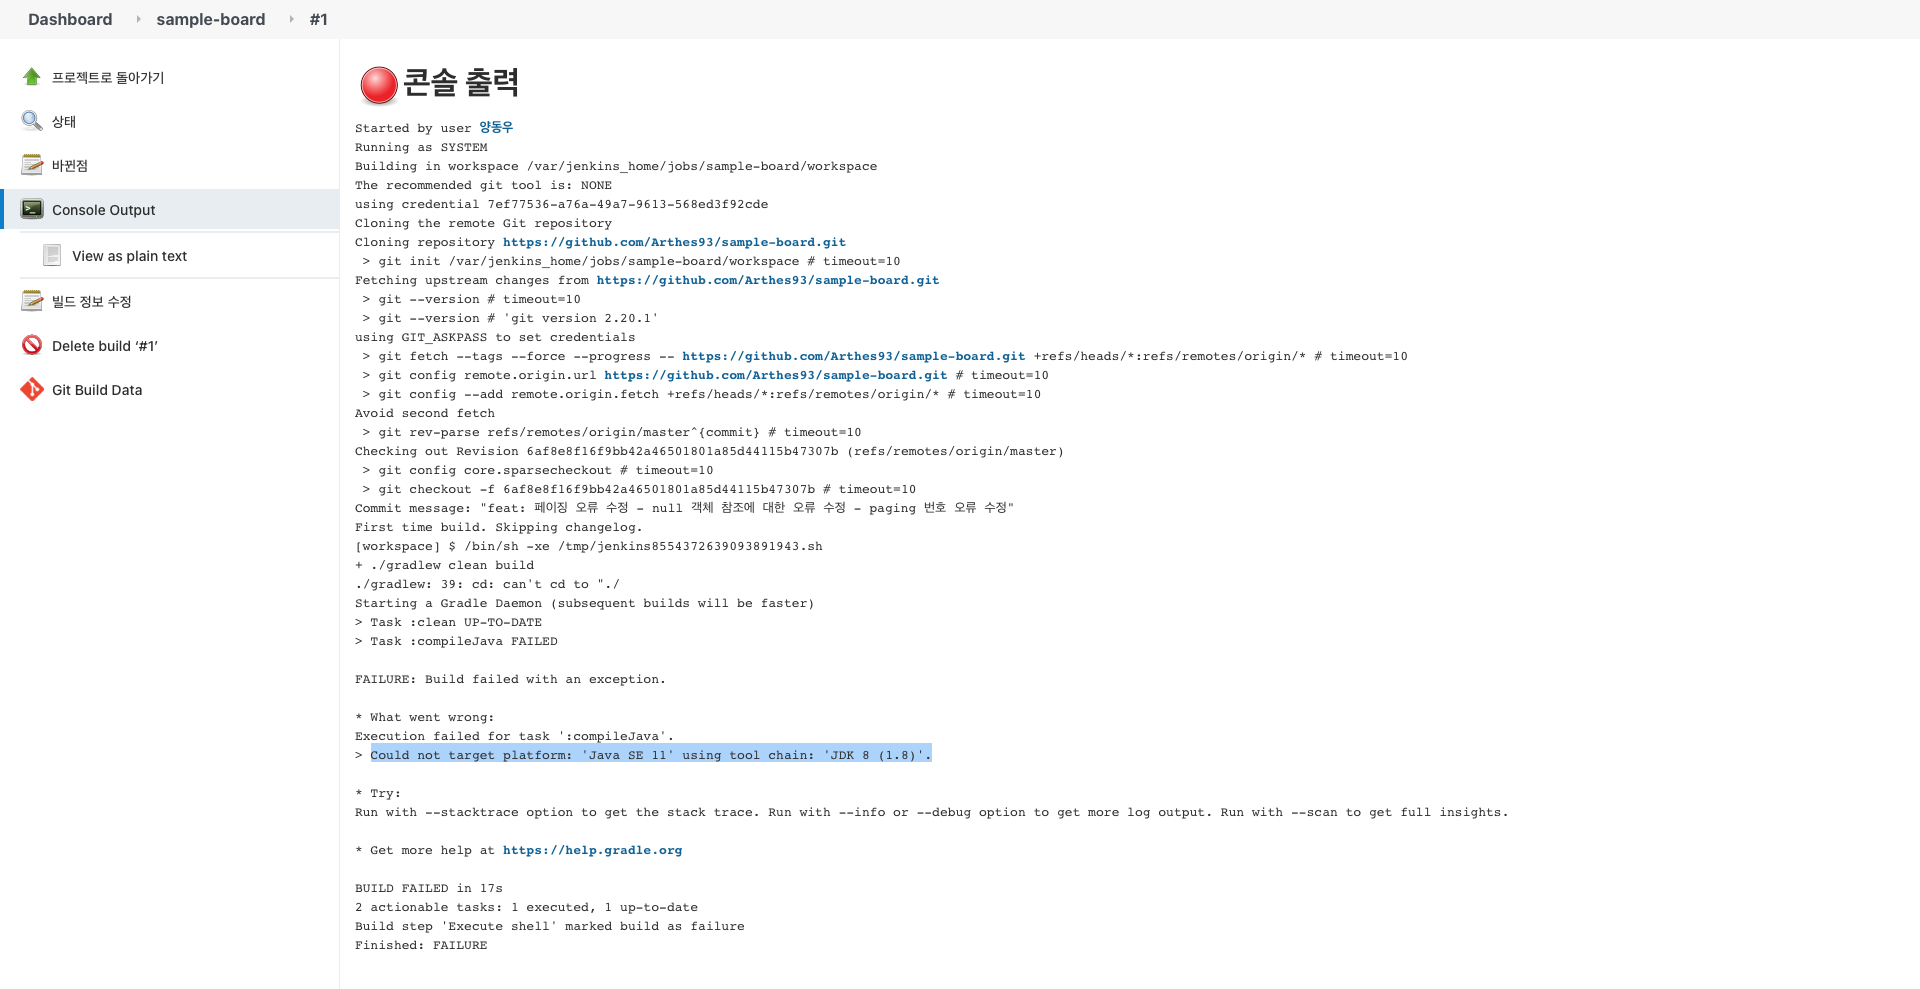 Dashboard
sample-board
#1
프로젝트로 돌아가기
상태
바뀐점
Console Output
View as plain text
빌드 정보 수정
Delete build ‘#1’
Git Build Data
콘솔 출력
Started by user 양동우
Running as SYSTEM
Building in workspace /var/jenkins_home/jobs/sample-board/workspace
The recommended git tool is: NONE
using credential 7ef77536-a76a-49a7-9613-568ed3f92cde
Cloning the remote Git repository
Cloning repository https://github.com/Arthes93/sample-board.git
 > git init /var/jenkins_home/jobs/sample-board/workspace # timeout=10
Fetching upstream changes from https://github.com/Arthes93/sample-board.git
 > git --version # timeout=10
 > git --version # 'git version 2.20.1'
using GIT_ASKPASS to set credentials
 > git fetch --tags --force --progress -- https://github.com/Arthes93/sample-board.git +refs/heads/*:refs/remotes/origin/* # timeout=10
 > git config remote.origin.url https://github.com/Arthes93/sample-board.git # timeout=10
 > git config --add remote.origin.fetch +refs/heads/*:refs/remotes/origin/* # timeout=10
Avoid second fetch
 > git rev-parse refs/remotes/origin/master^{commit} # timeout=10
Checking out Revision 6af8e8f16f9bb42a46501801a85d44115b47307b (refs/remotes/origin/master)
 > git config core.sparsecheckout # timeout=10
 > git checkout -f 6af8e8f16f9bb42a46501801a85d44115b47307b # timeout=10
Commit message: "feat: 페이징 오류 수정 - null 객체 참조에 대한 오류 수정 - paging 번호 오류 수정"
First time build. Skipping changelog.
[workspace] $ /bin/sh -xe /tmp/jenkins8554372639093891943.sh
+ ./gradlew clean build
./gradlew: 39: cd: can't cd to "./
Starting a Gradle Daemon (subsequent builds will be faster)
> Task :clean UP-TO-DATE
> Task :compileJava FAILED
FAILURE: Build failed with an exception.
* What went wrong:
Execution failed for task ':compileJava'.
> Could not target platform: 'Java SE 11' using tool chain: 'JDK 8 (1.8)'.
* Try:
Run with --stacktrace option to get the stack trace. Run with --info or --debug option to get more log output. Run with --scan to get full insights.
* Get more help at https://help.gradle.org
BUILD FAILED in 17s
2 actionable tasks: 1 executed, 1 up-to-date
Build step 'Execute shell' marked build as failure
Finished: FAILURE